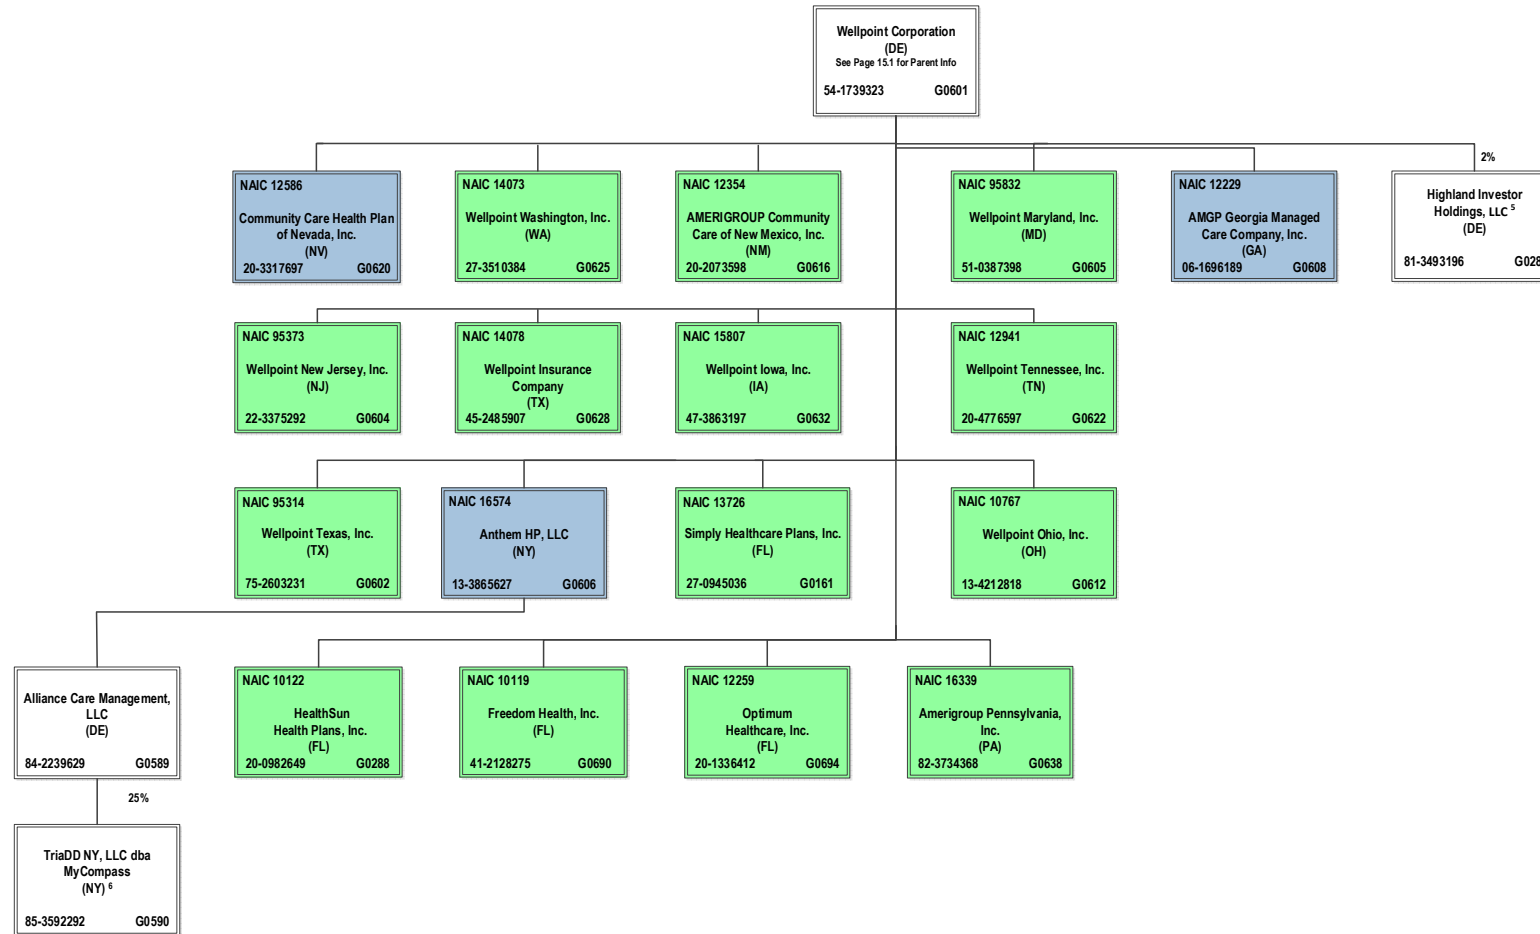 Wellpoint Corporation
(DE)
See Page 15.1 for Parent Info
54-1739323 G0601
2%
NAIC 12586
Community Care Health Plan
of Nevada, Inc.
(NV)
20-3317697 G0620
NAIC 14073
Wellpoint Washington, Inc.
(WA)
27-3510384 G0625
NAIC 12354
AMERIGROUP Community
Care of New Mexico, Inc.
(NM)
20-2073598 G0616
NAIC 95832
Wellpoint Maryland, Inc.
(MD)
51-0387398 G0605
NAIC 12229
AMGP Georgia Managed
Care Company, Inc.
(GA)
06-1696189 G0608
Highland Investor
Holdings, LLC 5
(DE)
81-3493196 G028
NAIC 95373
Wellpoint New Jersey, Inc.
(NJ)
22-3375292 G0604
NAIC 14078
Wellpoint Insurance
Company
(TX)
45-2485907 G0628
NAIC 15807
Wellpoint Iowa, Inc.
(IA)
47-3863197 G0632
NAIC 12941
Wellpoint Tennessee, Inc.
(TN)
20-4776597 G0622
NAIC 95314
Wellpoint Texas, Inc.
(TX)
75-2603231 G0602
NAIC 16574
Anthem HP, LLC
(NY)
13-3865627 G0606
NAIC 13726
Simply Healthcare Plans, Inc.
(FL)
27-0945036 G0161
NAIC 10767
Wellpoint Ohio, Inc.
(OH)
13-4212818 G0612
Alliance Care Management,
LLC
(DE)
84-2239629 G0589
NAIC 10122
HealthSun
Health Plans, Inc.
(FL)
20-0982649 G0288
NAIC 10119
Freedom Health, Inc.
(FL)
41-2128275 G0690
NAIC 12259
Optimum
Healthcare, Inc.
(FL)
20-1336412 G0694
NAIC 16339
Amerigroup Pennsylvania,
Inc.
(PA)
82-3734368 G0638
25%
TriaDD NY, LLC dba
MyCompass
(NY) 6
85-3592292 G0590